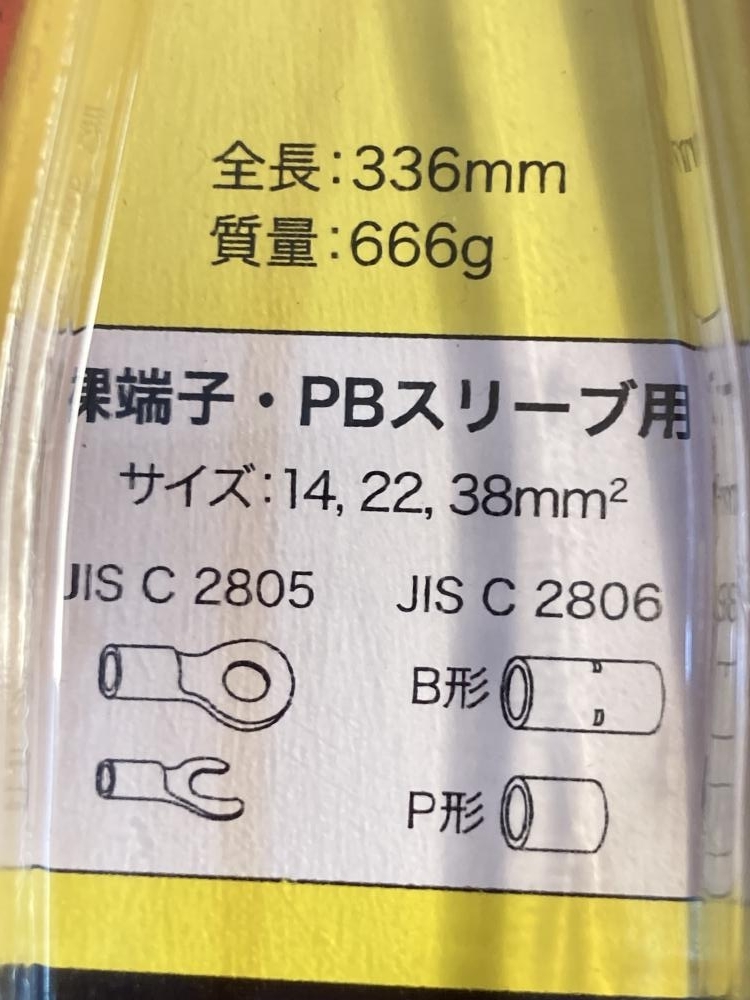 全長:336mm
質量:666g
裸端子・PBスリーブ用
サイズ:14, 22, 38mm²
JIS C 2805
JIS C 2806
B形
P形